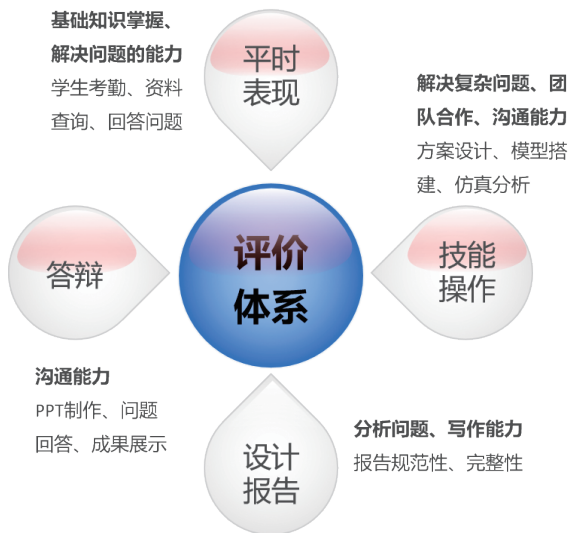 基础知识掌握、
解决问题的能力
学生考勤、资料
查询、回答问题
平时
表现
解决复杂问题、团
队合作、沟通能力
方案设计、模型搭
建、仿真分析
答辩
评价
体系
技能
操作
沟通能力
PPT制作、问题
回答、成果展示
设计
报告
分析问题、写作能力
报告规范性、完整性